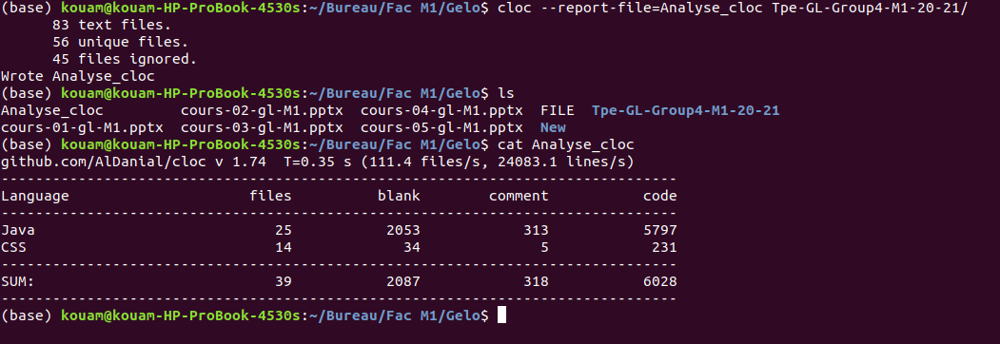 (base) kouam@kouam-HP-ProBook-4530s:~/Bureau/Fac M1/Gelo$ cloc --report-file=Analyse_cloc Tpe-GL-Group4-M1-20-21/
      83 text files.
      56 unique files.
      45 files ignored.
Wrote Analyse_cloc
(base) kouam@kouam-HP-ProBook-4530s:~/Bureau/Fac M1/Gelo$ ls
Analyse_cloc         cours-02-gl-M1.pptx  cours-04-gl-M1.pptx  FILE  Tpe-GL-Group4-M1-20-21
cours-01-gl-M1.pptx  cours-03-gl-M1.pptx  cours-05-gl-M1.pptx  New
(base) kouam@kouam-HP-ProBook-4530s:~/Bureau/Fac M1/Gelo$ cat Analyse_cloc
github.com/AlDanial/cloc v 1.74  T=0.35 s (111.4 files/s, 24083.1 lines/s)
-------------------------------------------------------------------------------
Language                     files          blank        comment           code
-------------------------------------------------------------------------------
Java                            25           2053            313           5797
CSS                             14             34              5            231
-------------------------------------------------------------------------------
SUM:                            39           2087            318           6028
-------------------------------------------------------------------------------
(base) kouam@kouam-HP-ProBook-4530s:~/Bureau/Fac M1/Gelo$